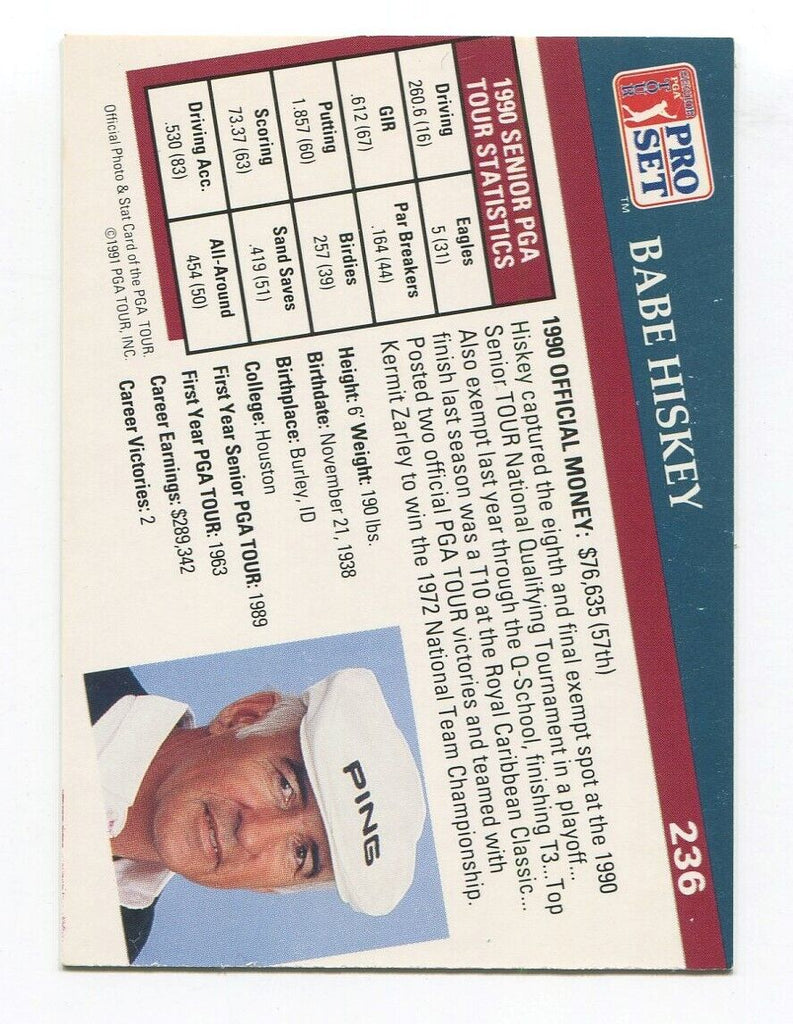 SENIOR
PGA
TOUR
PRO
SET
TM
BABE HISKEY
236
1990 SENIOR PGA
TOUR STATISTICS
Driving
260.6 (16)
Eagles
5 (31)
GIR
.612 (67)
Par Breakers
.164 (44)
Putting
1.857 (60)
Birdies
257 (39)
Scoring
73.37 (63)
Sand Saves
.419 (51)
Driving Acc.
.530 (83)
All-Around
454 (50)
Official Photo & Stat Card of the PGA TOUR.
©1991 PGA TOUR, INC.
1990 OFFICIAL MONEY: $76,635 (57th)
Hiskey captured the eighth and final exempt spot at the 1990
Senior TOUR National Qualifying Tournament in a playoff...
Also exempt last year through the Q-School, finishing T3...Top
finish last season was a T10 at the Royal Caribbean Classic...
Posted two official PGA TOUR victories and teamed with
Kermit Zarley to win the 1972 National Team Championship.
Height: 6' Weight: 190 lbs.
Birthdate: November 21, 1938
Birthplace: Burley, ID
College: Houston
First Year Senior PGA TOUR: 1989
First Year PGA TOUR: 1963
Career Earnings: $289,342
Career Victories: 2
PING